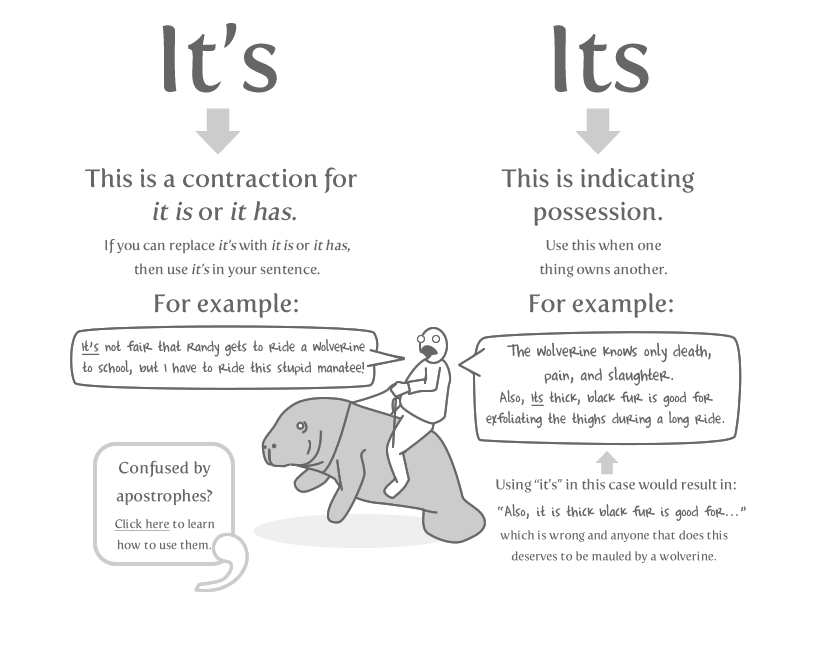 It's
This is a contraction for
it is or it has.
If you can replace it's with it is or it has,
then use it's in your sentence.
For example:
It's not fair that Randy gets to ride a wolverine
to school, but I have to ride this stupid manatee!
Confused by
apostrophes?
Click here to learn
how to use them.
Its
This is indicating
possession.
Use this when one
thing owns another.
For example:
The wolverine knows only death,
pain, and slaughter.
Also, its thick, black fur is good for
exfoliating the thighs during a long ride.
Using "it's" in this case would result in:
"Also, it is thick black fur is good for..."
which is wrong and anyone that does this
deserves to be mauled by a wolverine.